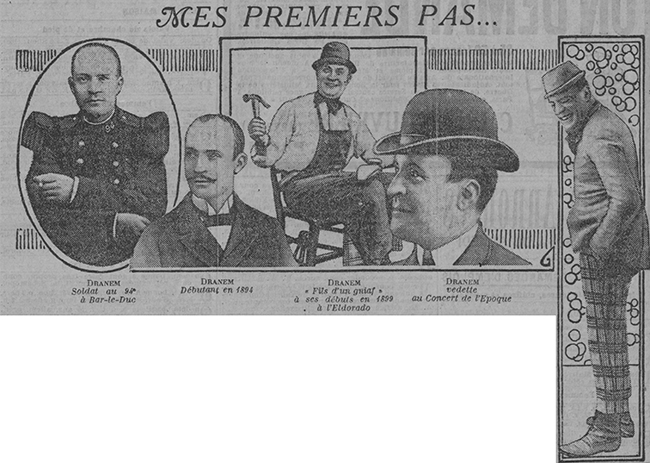 MES PREMIERS PAS...
DRANEM
Soldat au 94e
à Bar-le-Duc
DRANEM
Débutant en 1894
DRANEM
« Fils d'un gniaf »
à ses débuts en 1899
à l'Eldorado
DRANEM
vedette
au Concert de l'Epoque